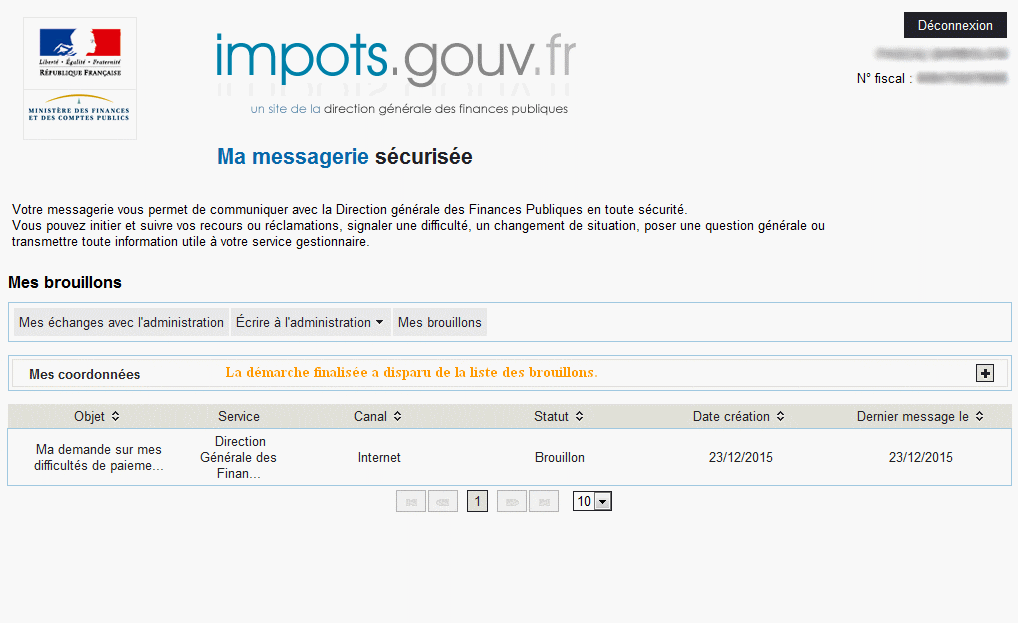 Déconnexion
Liberté • Égalité • Fraternité
RÉPUBLIQUE FRANÇAISE
MINISTÈRE DES FINANCES
ET DES COMPTES PUBLICS
impots.gouv.fr
un site de la direction générale des finances publiques
N° fiscal :
Ma messagerie sécurisée
Votre messagerie vous permet de communiquer avec la Direction générale des Finances Publiques en toute sécurité.
Vous pouvez initier et suivre vos recours ou réclamations, signaler une difficulté, un changement de situation, poser une question générale ou
transmettre toute information utile à votre service gestionnaire.
Mes brouillons
Mes échanges avec l'administration Écrire à l'administration Mes brouillons
Mes coordonnées La démarche finalisée a disparu de la liste des brouillons.
Objet Service Canal Statut Date création Dernier message le
Ma demande sur mes
difficultés de paieme...
Direction
Générale des
Finan...
Internet Brouillon 23/12/2015 23/12/2015
1 10